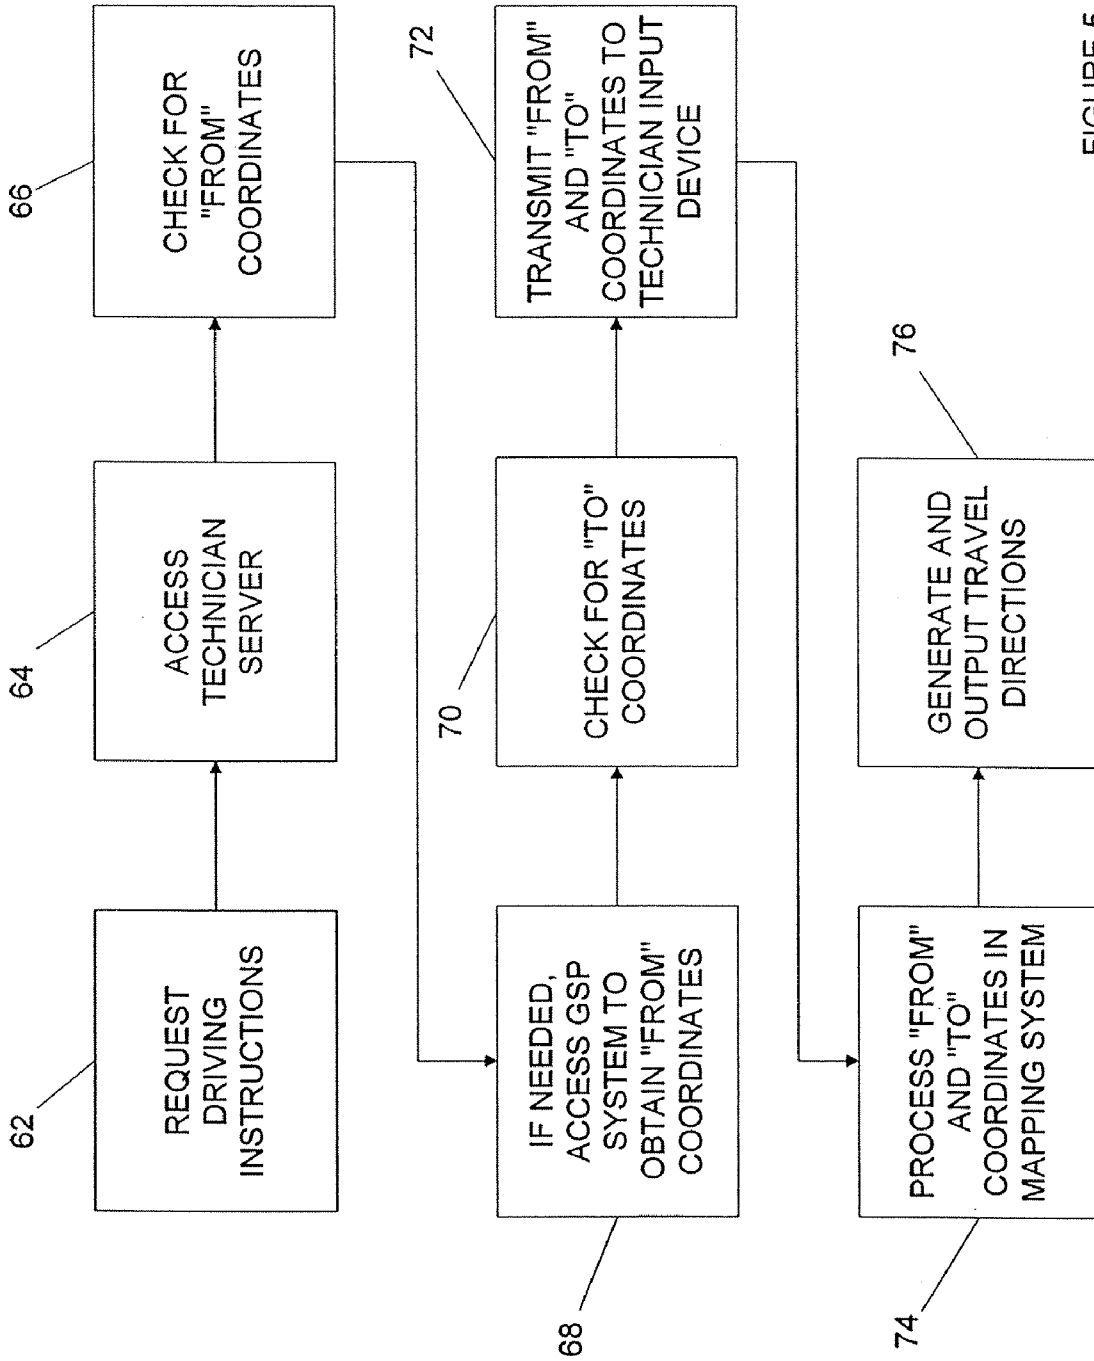 62
REQUEST
DRIVING
INSTRUCTIONS
64
ACCESS
TECHNICIAN
SERVER
66
CHECK FOR
"FROM"
COORDINATES
68
IF NEEDED,
ACCESS GSP
SYSTEM TO
OBTAIN "FROM"
COORDINATES
70
CHECK FOR "TO"
COORDINATES
72
TRANSMIT "FROM"
AND "TO"
COORDINATES TO
TECHNICIAN INPUT
DEVICE
74
PROCESS "FROM"
AND "TO"
COORDINATES IN
MAPPING SYSTEM
76
GENERATE AND
OUTPUT TRAVEL
DIRECTIONS
FIGURE 5